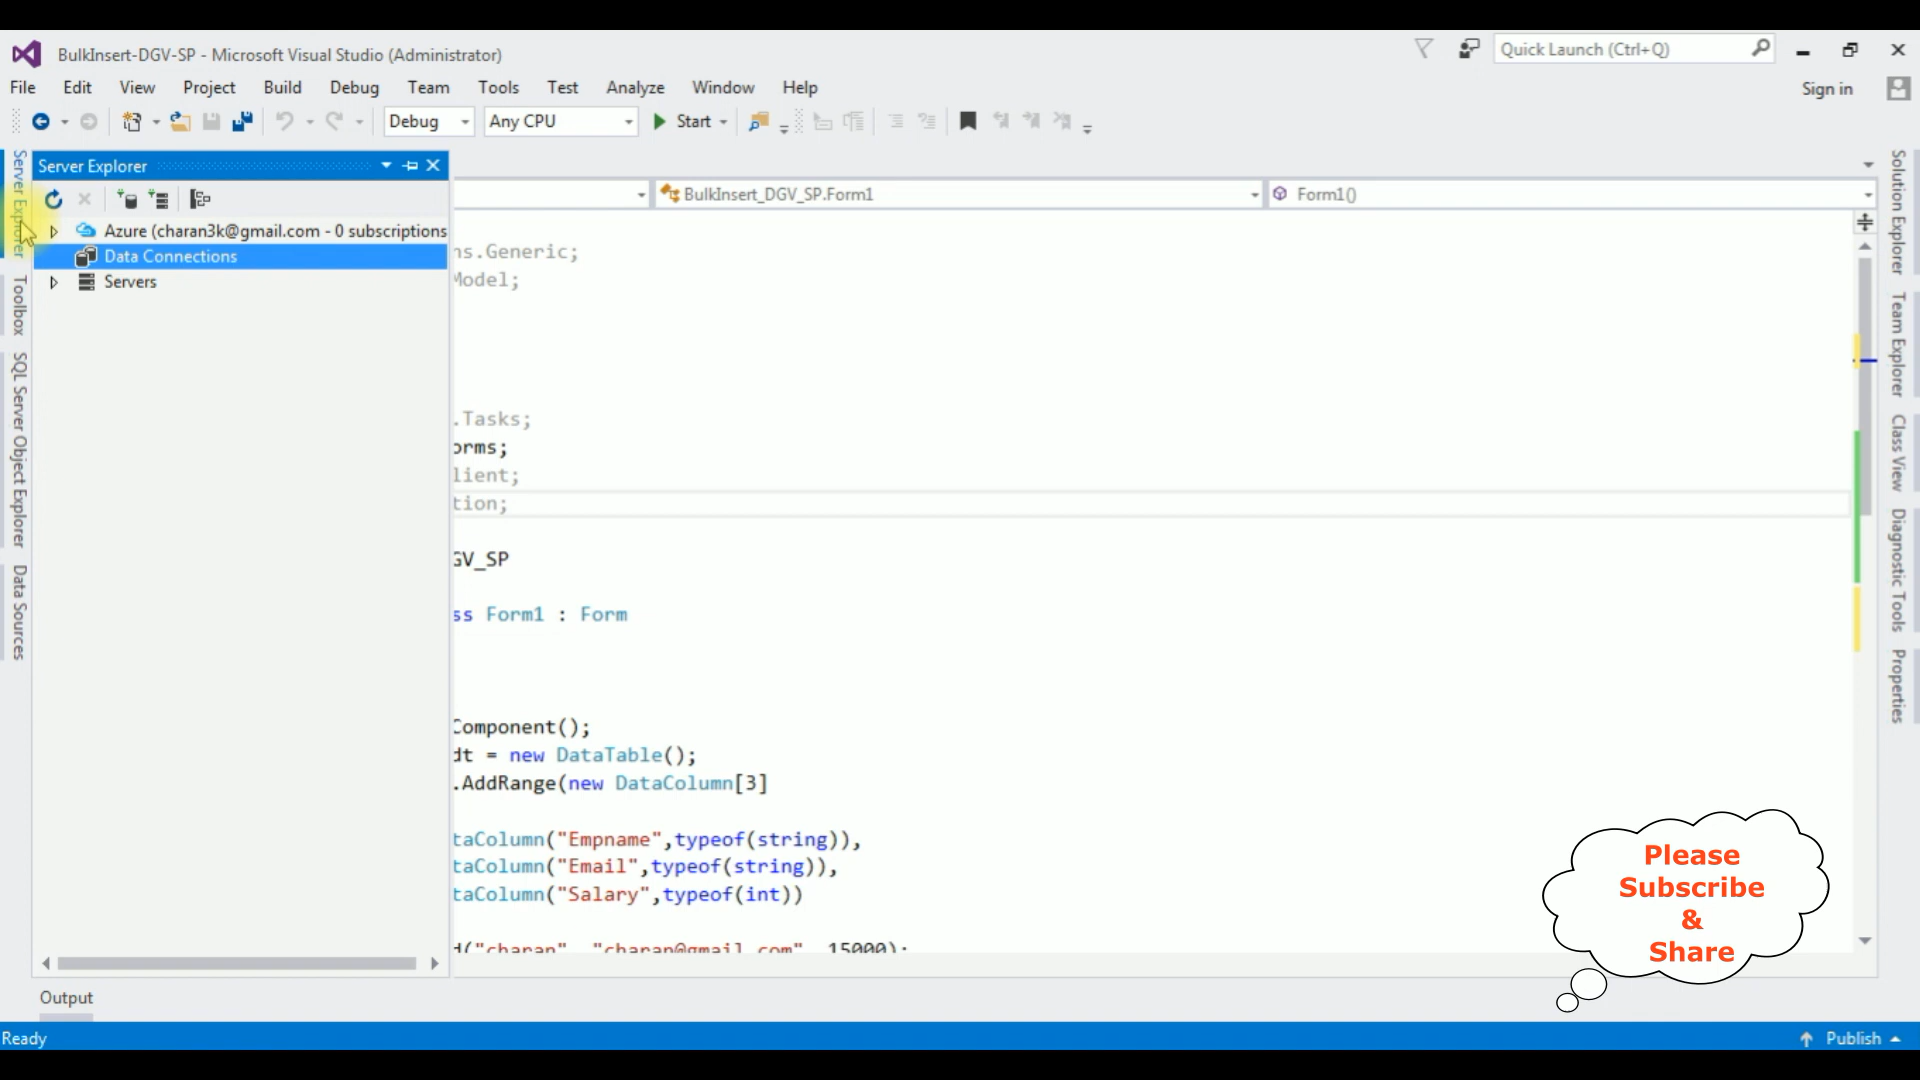 BulkInsert-DGV-SP - Microsoft Visual Studio (Administrator)
Quick Launch (Ctrl+Q)
File Edit View Project Build Debug Team Tools Test Analyze Window Help
Sign in
Debug Any CPU Start
Server Explorer
Azure (charan3k@gmail.com - 0 subscriptions
Data Connections
Servers
Server Explorer
Toolbox
SQL Server Object Explorer
Data Sources
BulkInsert_DGV_SP.Form1
Form1()
ns.Generic;
Model;
.Tasks;
orms;
lient;
tion;
GV_SP
ss Form1 : Form
Component();
dt = new DataTable();
.AddRange(new DataColumn[3]
taColumn("Empname",typeof(string)),
taColumn("Email",typeof(string)),
taColumn("Salary",typeof(int))
d("charan", "charan@gmail.com", 15000);
Solution Explorer
Team Explorer
Class View
Diagnostic Tools
Properties
Please
Subscribe
&
Share
Output
Ready
Publish